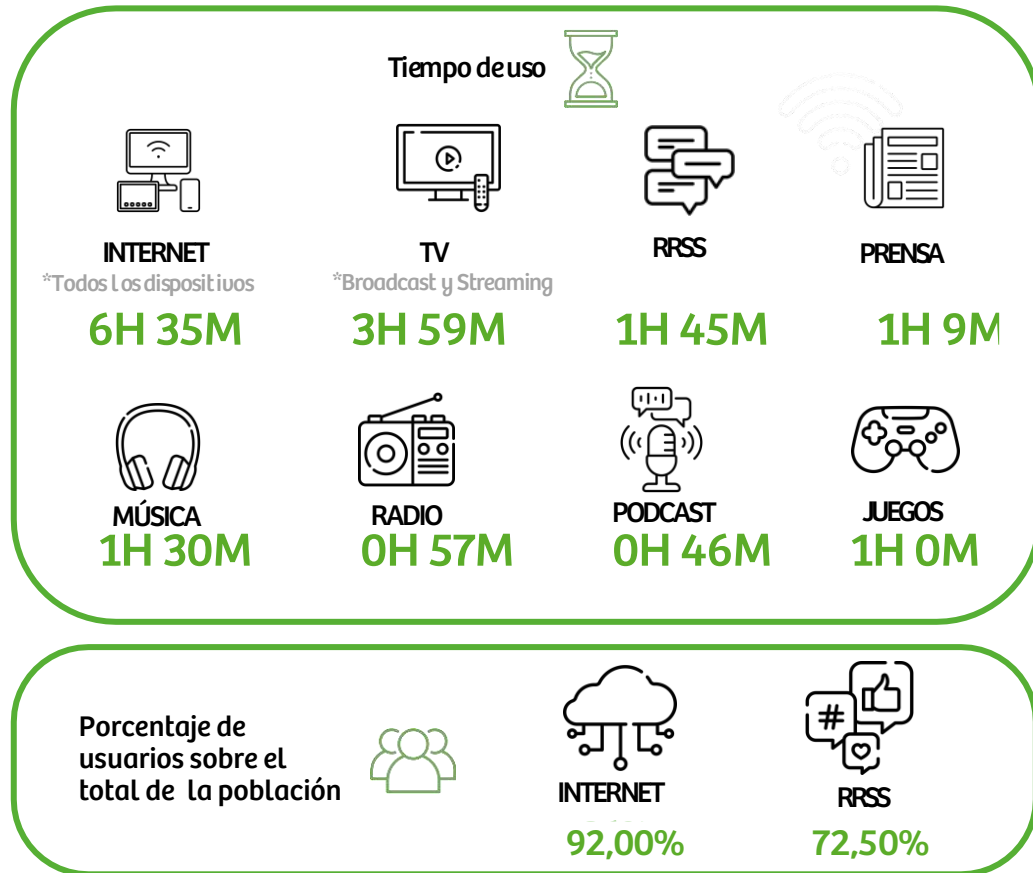 Tiempo de uso
INTERNET
*Todos los dispositivos
6H 35M
TV
*Broadcast y Streaming
3H 59M
RRSS
1H 45M
PRENSA
1H 9M
MÚSICA
1H 30M
RADIO
0H 57M
PODCAST
0H 46M
JUEGOS
1H 0M
Porcentaje de
usuarios sobre el
total de la población
INTERNET
92,00%
#
RRSS
72,50%